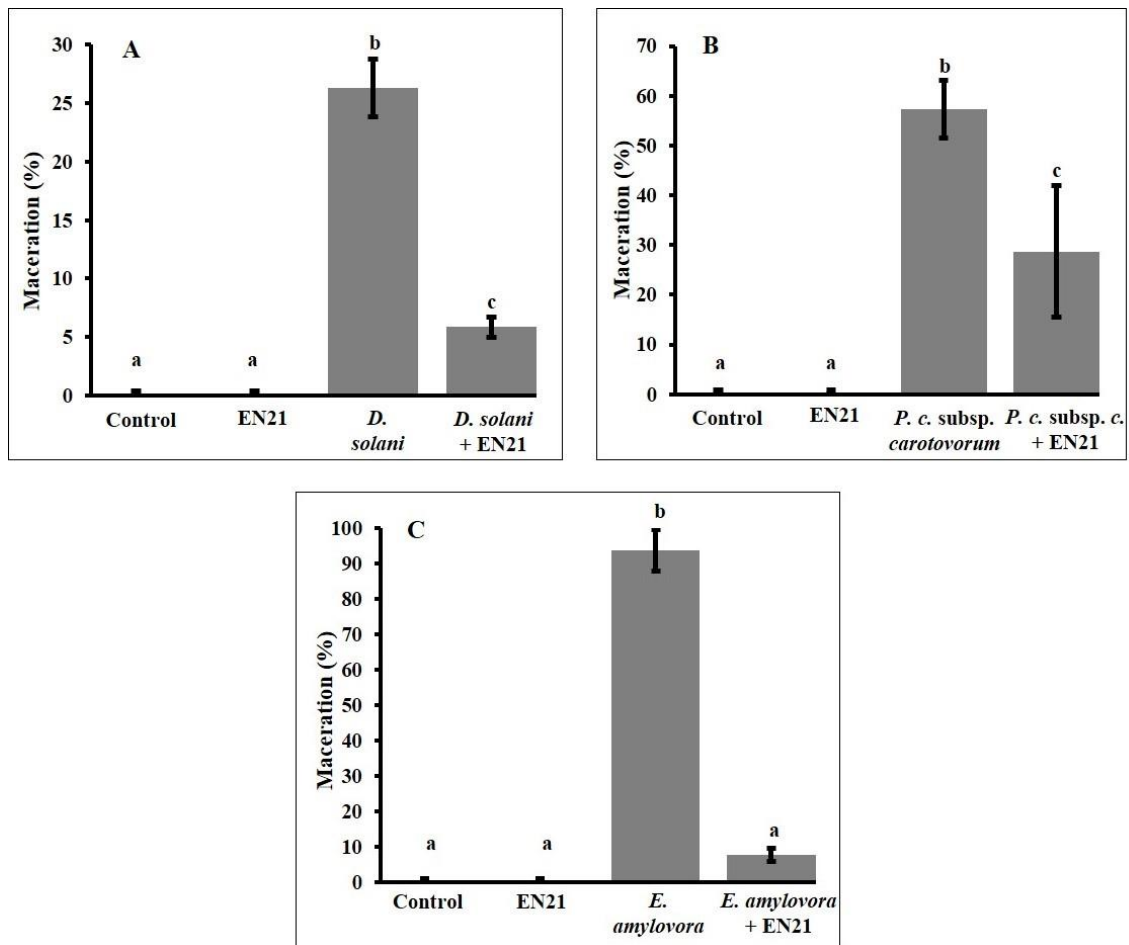 A
Maceration (%)
30
25
20
15
10
5
0
a
a
b
c
Control
EN21
D.
solani
D. solani
+ EN21
B
Maceration (%)
70
60
50
40
30
20
10
0
a
a
b
c
Control
EN21
P. c. subsp.
carotovorum
P. c. subsp. c.
+ EN21
C
Maceration (%)
100
90
80
70
60
50
40
30
20
10
0
a
a
b
a
Control
EN21
E.
amylovora
E. amylovora
+ EN21